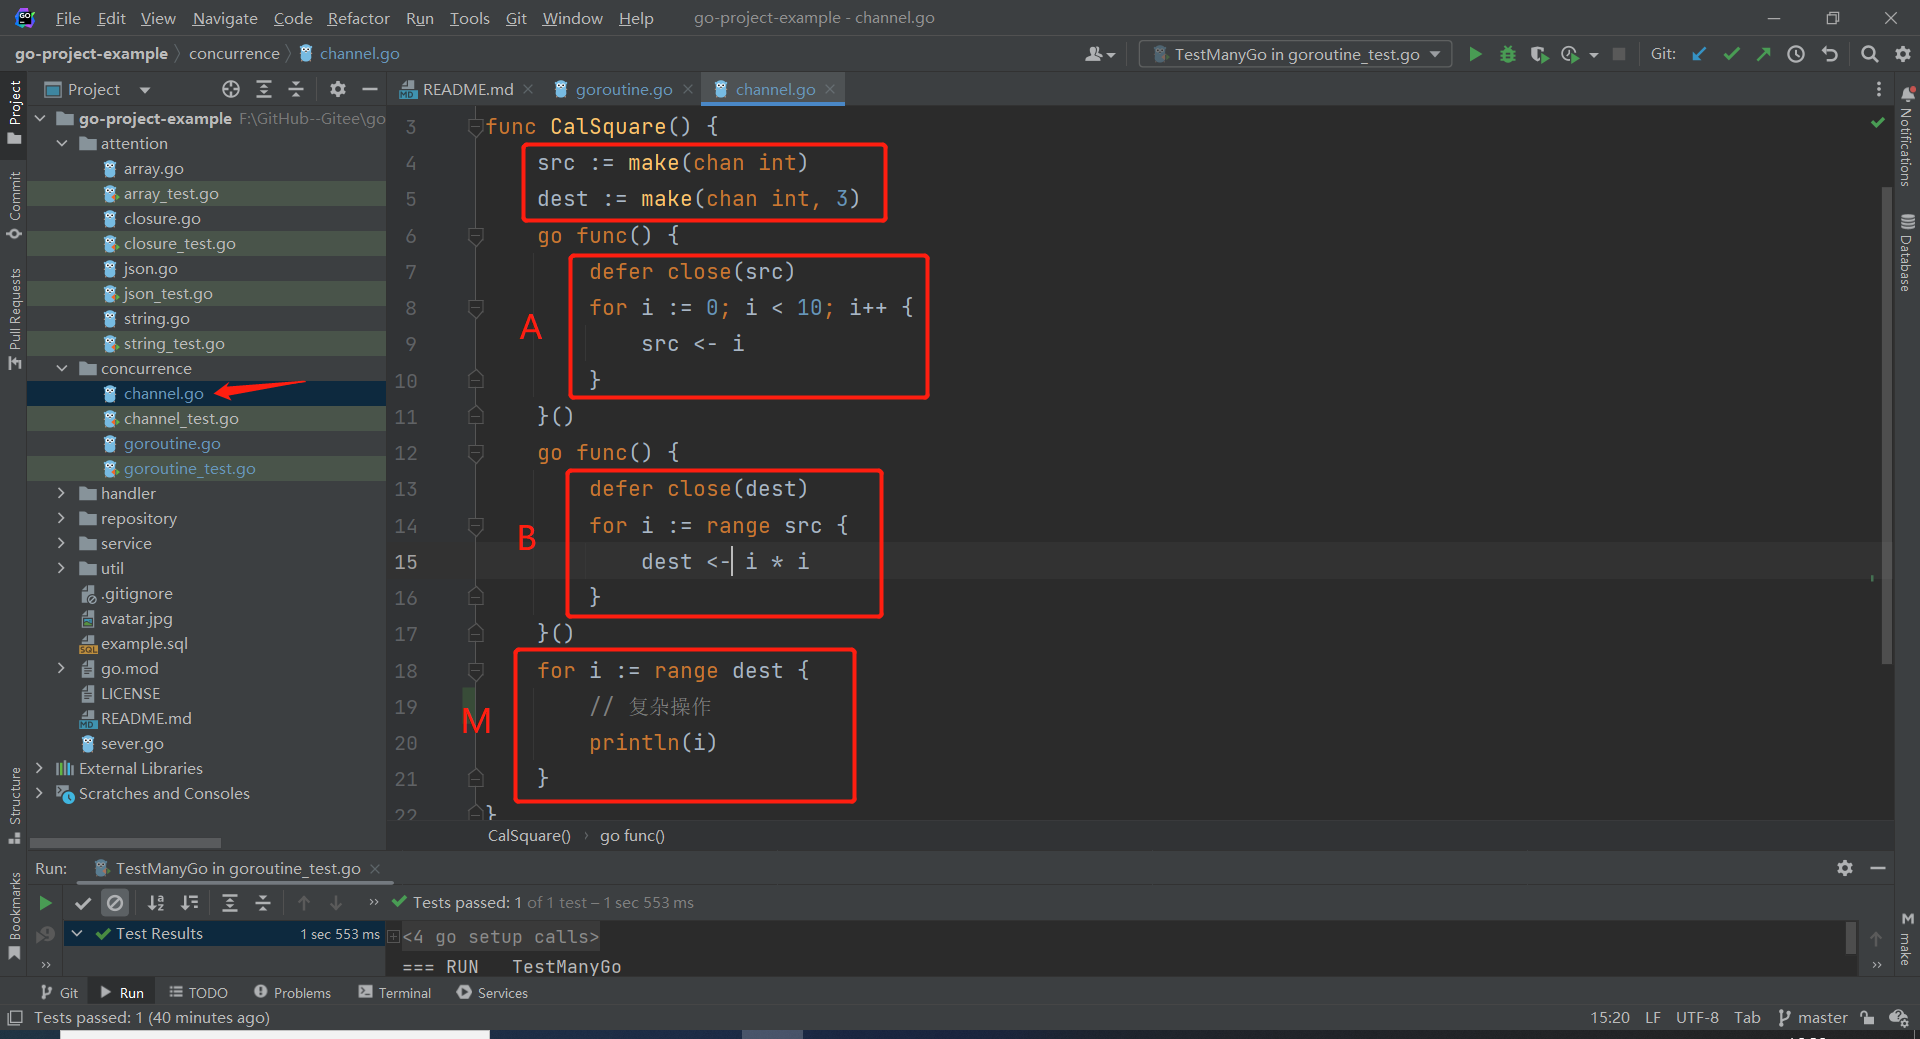 File Edit View Navigate Code Refactor Run Tools Git Window Help go-project-example - channel.go
go-project-example concurrence channel.go
TestManyGo in goroutine_test.go
Git:
Project
README.md goroutine.go channel.go
Project
Commit
Pull Requests
Structure
Bookmarks
go-project-example F:\GitHub--Gitee\go
attention
array.go
array_test.go
closure.go
closure_test.go
json.go
json_test.go
string.go
string_test.go
concurrence
channel.go
channel_test.go
goroutine.go
goroutine_test.go
handler
repository
service
util
.gitignore
avatar.jpg
example.sql
go.mod
LICENSE
README.md
sever.go
External Libraries
Scratches and Consoles
3 func CalSquare() {
4 src := make(chan int)
5 dest := make(chan int, 3)
6 go func() {
7 defer close(src)
8 for i := 0; i < 10; i++ {
A
9 src <- i
10 }
11 }()
12 go func() {
13 defer close(dest)
14 for i := range src {
B
15 dest <- i * i
16 }
17 }()
18 for i := range dest {
19 // 复杂操作
M
20 println(i)
21 }
22 }
CalSquare() go func()
Notifications
Database
make
Run: TestManyGo in goroutine_test.go
Tests passed: 1 of 1 test – 1 sec 553 ms
Test Results 1 sec 553 ms
<4 go setup calls>
=== RUN TestManyGo
Git Run TODO Problems Terminal Services
Tests passed: 1 (40 minutes ago)
15:20 LF UTF-8 Tab master